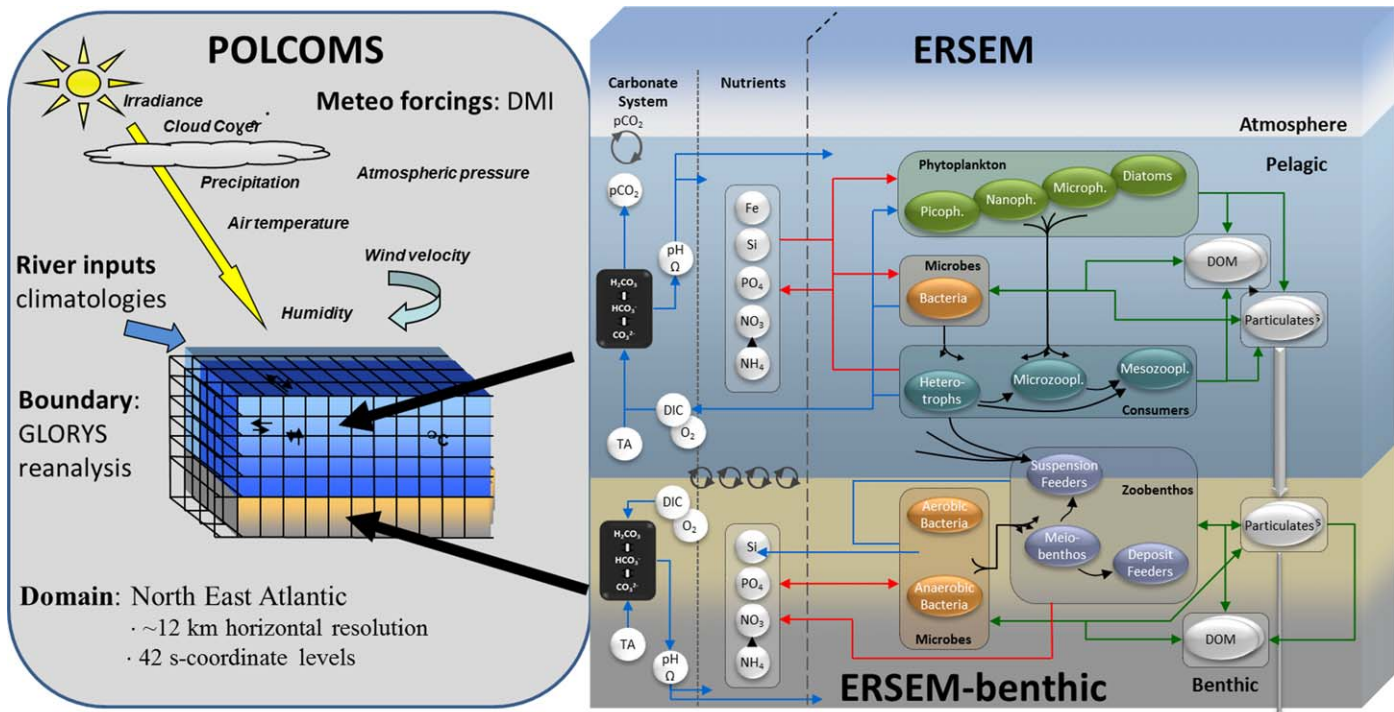 POLCOMS
Irradiance
Meteo forcings: DMI
Cloud Cover
Precipitation
Atmospheric pressure
Air temperature
River inputs
climatologies
Wind velocity
Humidity
Boundary:
GLORYS
reanalysis
°C
Domain: North East Atlantic
· ~12 km horizontal resolution
· 42 s-coordinate levels
ERSEM
Carbonate
System
Nutrients
pCO2
Atmosphere
Pelagic
pCO2
pH
Ω
H2CO3
HCO3-
CO3 2-
TA
DIC
O2
Fe
Si
PO4
NO3
NH4
Phytoplankton
Picoph.
Nanoph.
Microph.
Diatoms
Microbes
Bacteria
DOM
Particulates
Hetero-
trophs
Microzoopl.
Mesozoopl.
Consumers
DIC
O2
H2CO3
HCO3-
CO3 2-
TA
pH
Ω
Si
PO4
NO3
NH4
Aerobic
Bacteria
Anaerobic
Bacteria
Microbes
Suspension
Feeders
Zoobenthos
Meio-
benthos
Deposit
Feeders
Particulates
DOM
Benthic
ERSEM-benthic